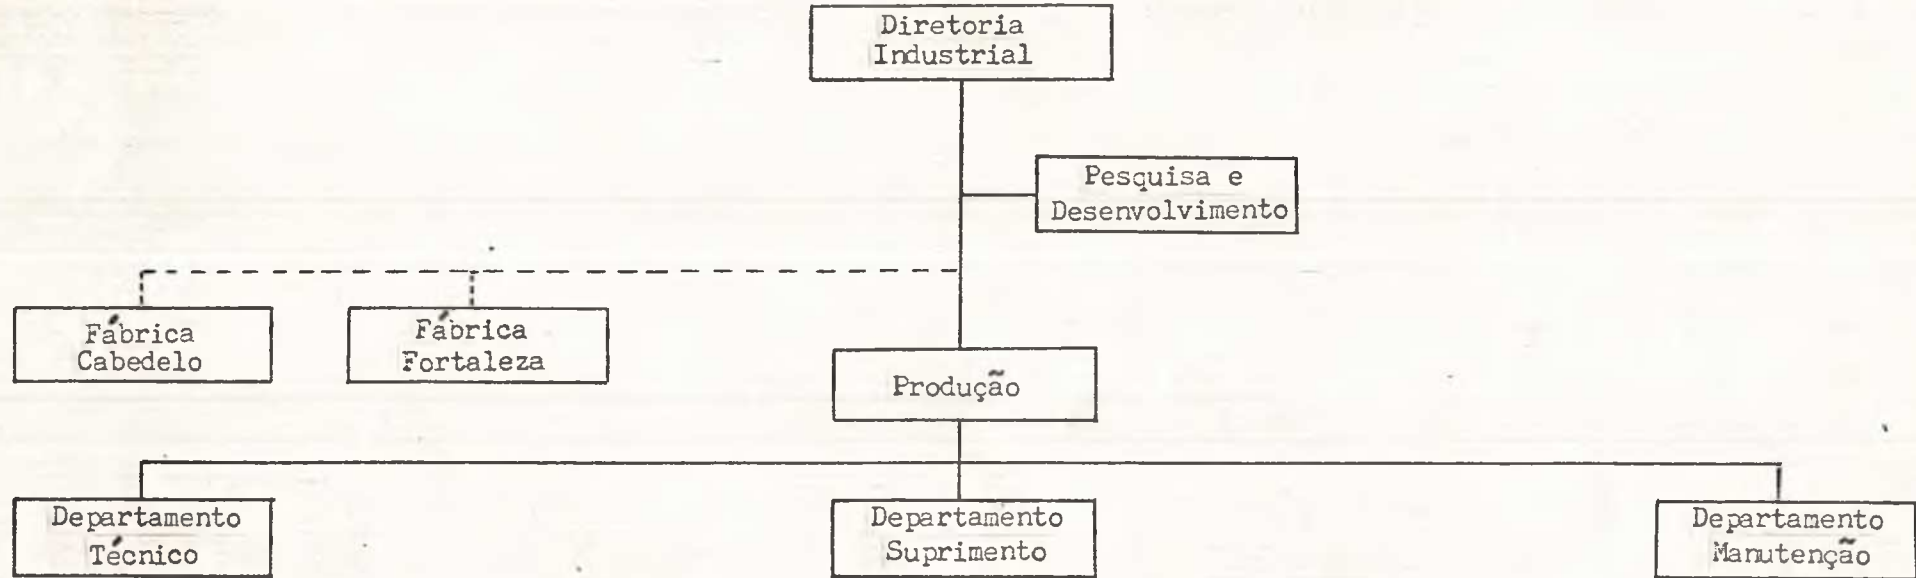 Diretoria
Industrial
Pesquisa e
Desenvolvimento
Fábrica
Cabedelo
Fábrica
Fortaleza
Produção
Departamento
Técnico
Departamento
Suprimento
Departamento
Manutenção